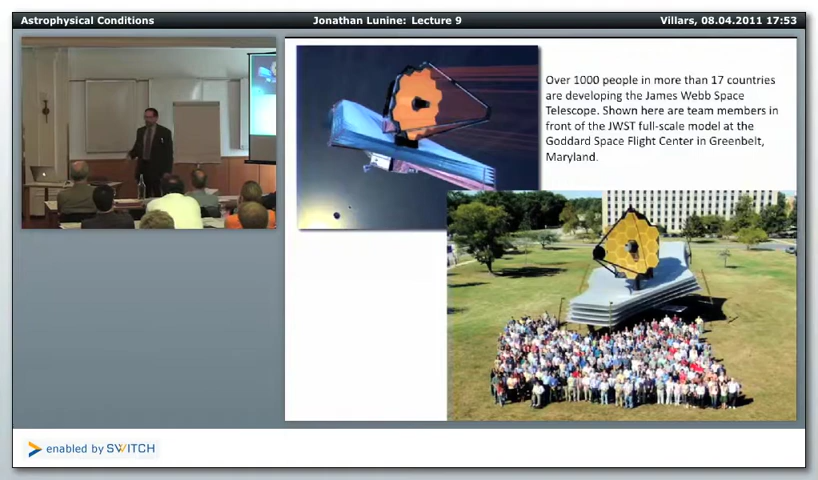 Astrophysical Conditions
Jonathan Lunine: Lecture 9
Villars, 08.04.2011 17:53
Over 1000 people in more than 17 countries
are developing the James Webb Space
Telescope. Shown here are team members in
front of the JWST full-scale model at the
Goddard Space Flight Center in Greenbelt,
Maryland.
enabled by SWITCH